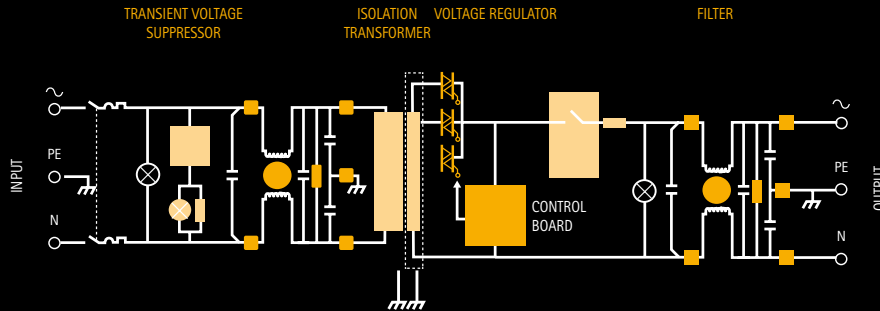 TRANSIENT VOLTAGE
SUPPRESSOR
ISOLATION
TRANSFORMER
VOLTAGE REGULATOR
FILTER
INPUT
PE
N
CONTROL
BOARD
PE
N
OUTPUT